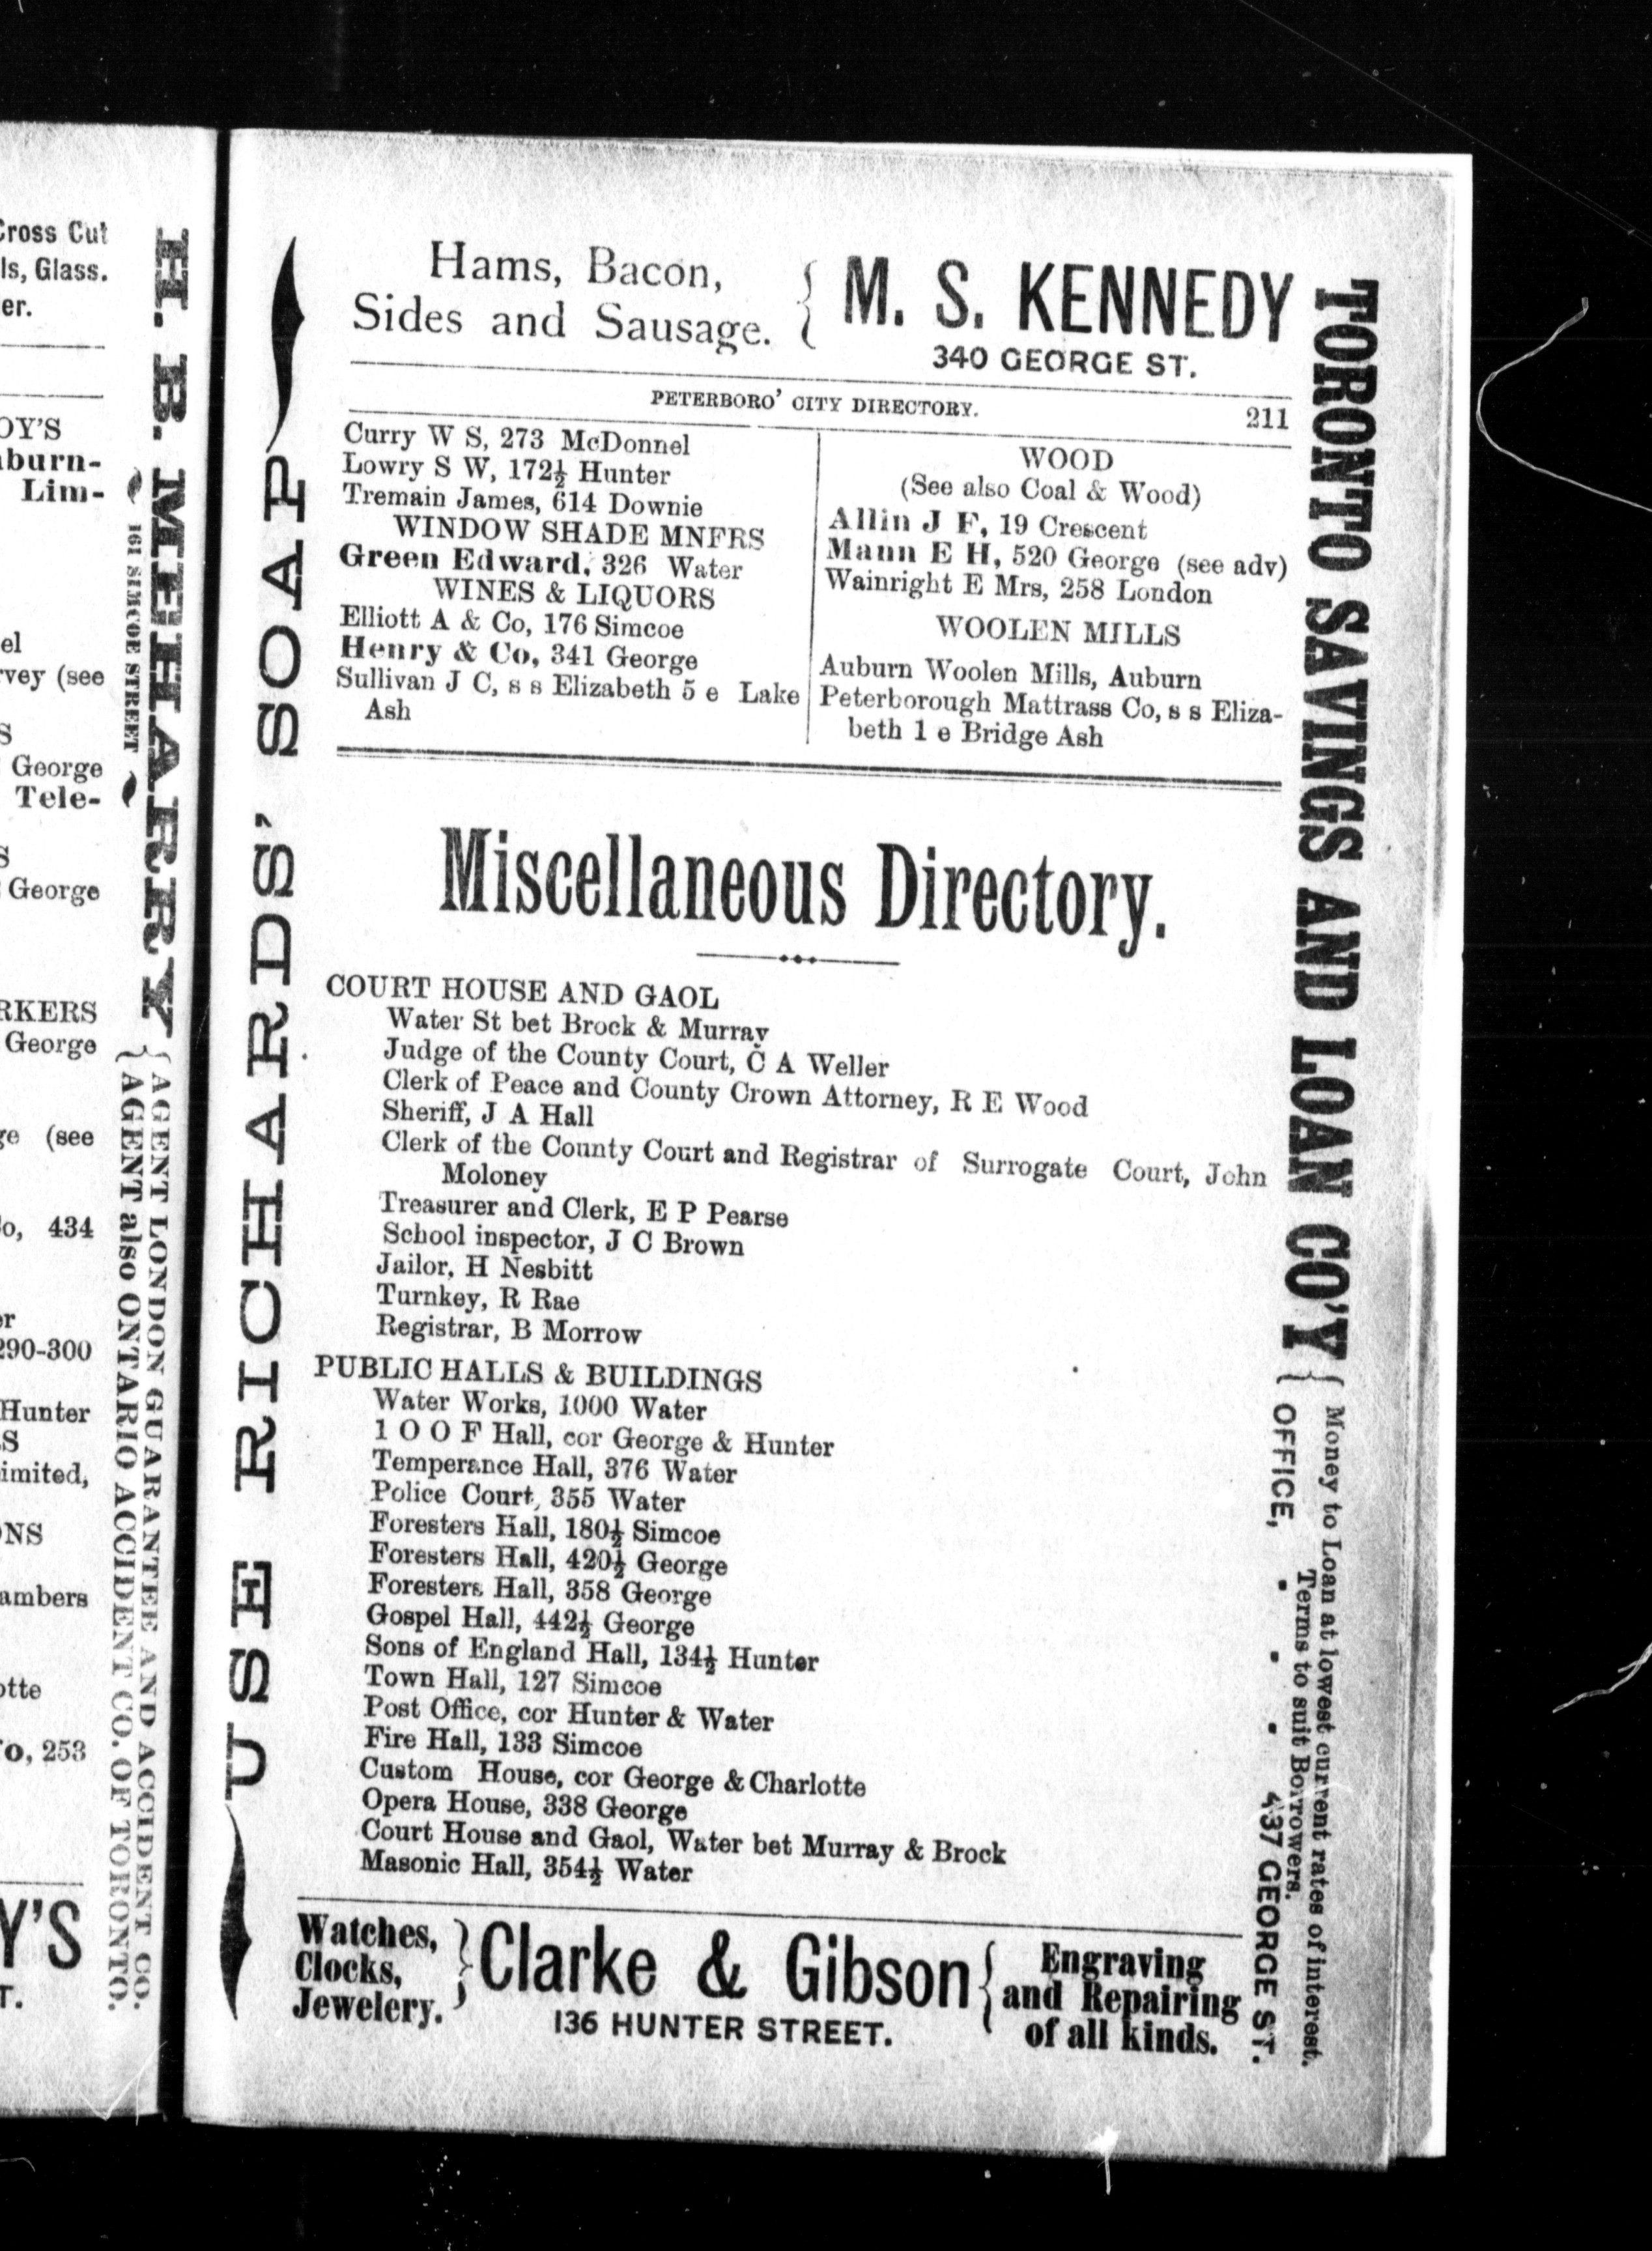 Cross Cut
ls, Glass.
er.
OY'S
Lim-
el
rvey (see
S
George
Tele-
S
George
RKERS
George
ge (see
o, 434
er
290-300
Hunter
S
imited,
NS
ambers
otte
o, 253
Y'S
T.
H. B. MEHARRY
161 SIMCOE STREET
{ AGENT LONDON GUARANTEE AND ACCIDENT CO.
{ AGENT also ONTARIO ACCIDENT CO. OF TORONTO.
USE RICHARDS' SOAP
Hams, Bacon,
Sides and Sausage. { M. S. KENNEDY
340 GEORGE ST.
PETERBORO' CITY DIRECTORY. 211
Curry W S, 273 McDonnel
Lowry S W, 172½ Hunter
Tremain James, 614 Downie
WINDOW SHADE MNFRS
Green Edward, 326 Water
WINES & LIQUORS
Elliott A & Co, 176 Simcoe
Henry & Co, 341 George
Sullivan J C, s s Elizabeth 5 e Lake
Ash
WOOD
(See also Coal & Wood)
Allin J F, 19 Crescent
Mann E H, 520 George (see adv)
Wainright E Mrs, 258 London
WOOLEN MILLS
Auburn Woolen Mills, Auburn
Peterborough Mattrass Co, s s Eliza-
beth 1 e Bridge Ash
Miscellaneous Directory.
COURT HOUSE AND GAOL
Water St bet Brock & Murray
Judge of the County Court, C A Weller
Clerk of Peace and County Crown Attorney, R E Wood
Sheriff, J A Hall
Clerk of the County Court and Registrar of Surrogate Court, John
Moloney
Treasurer and Clerk, E P Pearse
School inspector, J C Brown
Jailor, H Nesbitt
Turnkey, R Rae
Registrar, B Morrow
PUBLIC HALLS & BUILDINGS
Water Works, 1000 Water
1 O O F Hall, cor George & Hunter
Temperance Hall, 376 Water
Police Court, 355 Water
Foresters Hall, 180½ Simcoe
Foresters Hall, 420½ George
Foresters Hall, 358 George
Gospel Hall, 442½ George
Sons of England Hall, 134½ Hunter
Town Hall, 127 Simcoe
Post Office, cor Hunter & Water
Fire Hall, 133 Simcoe
Custom House, cor George & Charlotte
Opera House, 338 George
Court House and Gaol, Water bet Murray & Brock
Masonic Hall, 354½ Water
Watches,
Clocks,
Jewelery. } Clarke & Gibson {
136 HUNTER STREET.
Engraving
and Repairing
of all kinds.
TORONTO SAVINGS AND LOAN CO'Y {
Money to Loan at lowest current rates of interest.
Terms to suit Borrowers.
OFFICE, - - - 437 GEORGE ST.